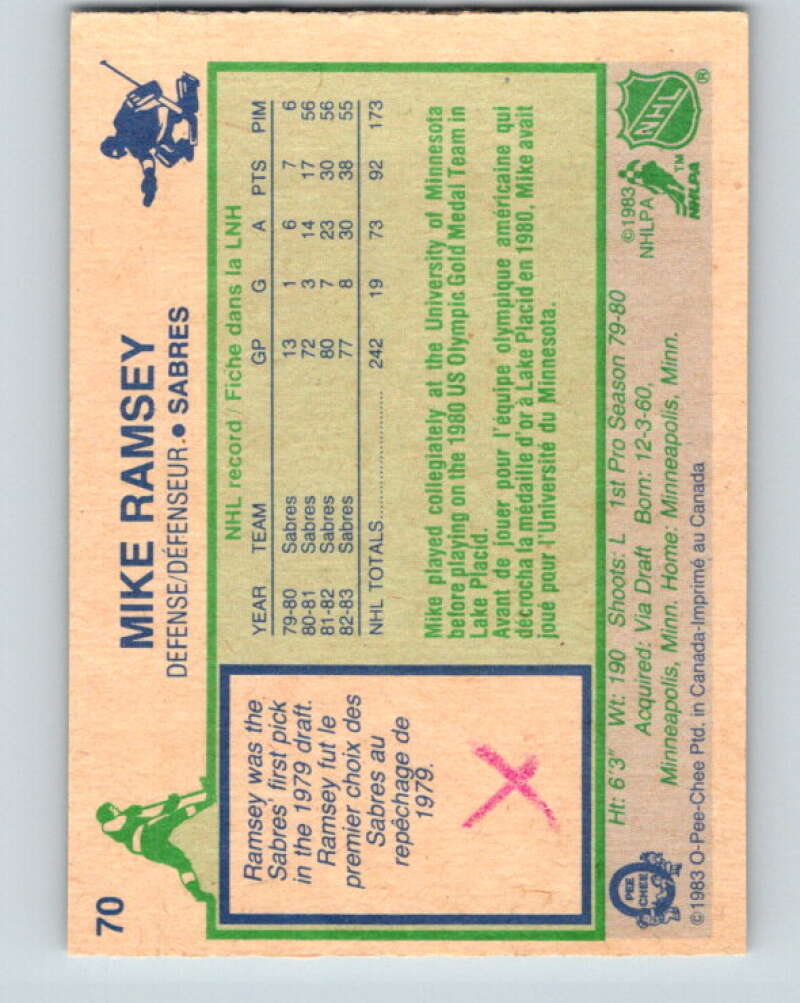 70
MIKE RAMSEY
DEFENSE/DÉFENSEUR • SABRES
Ramsey was the
Sabres' first pick
in the 1979 draft.
Ramsey fut le
premier choix des
Sabres au
repêchage de
1979.
NHL record / Fiche dans la LNH
YEAR TEAM GP G A PTS PIM
79-80 Sabres 13 1 6 7 6
80-81 Sabres 72 3 14 17 56
81-82 Sabres 80 7 23 30 56
82-83 Sabres 77 8 30 38 55
NHL TOTALS 242 19 73 92 173
Mike played collegiately at the University of Minnesota
before playing on the 1980 US Olympic Gold Medal Team in
Lake Placid.
Avant de jouer pour l'équipe olympique américaine qui
décrocha la médaille d'or à Lake Placid en 1980, Mike avait
joué pour l'Université du Minnesota.
Ht: 6'3" Wt: 190 Shoots: L 1st Pro Season 79-80
Acquired: Via Draft Born: 12-3-60,
Minneapolis, Minn. Home: Minneapolis, Minn.
©1983 O-Pee-Chee Ptd. in Canada-Imprimé au Canada
O
PEE
CHEE
©1983
NHLPA
TM
NHLPA
NHL
®